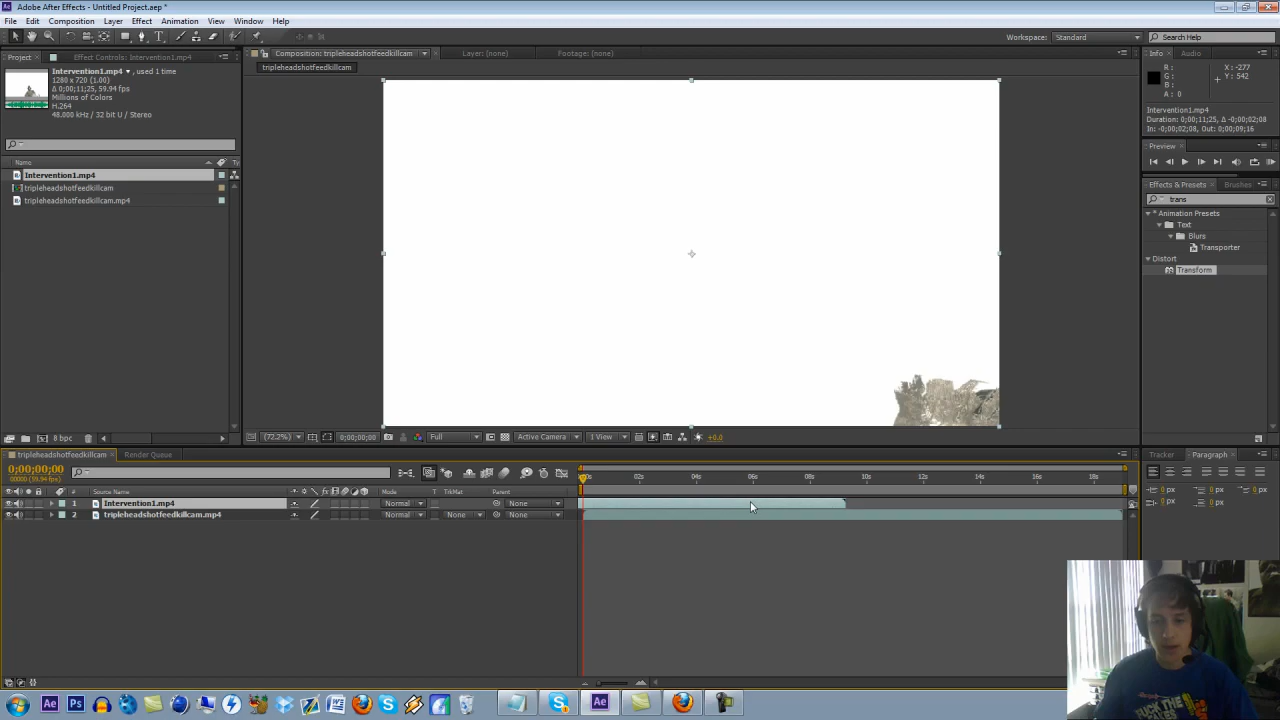 Adobe After Effects - Untitled Project.aep *
File Edit Composition Layer Effect Animation View Window Help
Workspace: Standard Search Help
Project Effect Controls: Intervention1.mp4
Composition: tripleheadshotfeedkillcam Layer: (none) Footage: (none)
Info Audio
tripleheadshotfeedkillcam
Intervention1.mp4 , used 1 time
1280 x 720 (1.00)
Δ 0;00;11;25, 59.94 fps
Millions of Colors
H.264
48.000 kHz / 32 bit U / Stereo
R :
G :
B :
A : 0
X : -277
Y : 542
Intervention1.mp4
Duration: 0;00;11;25, Δ -0;00;02;08
In: -0;00;02;08, Out: 0;00;09;16
Preview
Effects & Presets Brushes
trans
* Animation Presets
Text
Blurs
Transporter
Distort
Transform
Name Ty
Intervention1.mp4
tripleheadshotfeedkillcam
tripleheadshotfeedkillcam.mp4
8 bpc
(72.2%) 0;00;00;00 Full Active Camera 1 View +0.0
tripleheadshotfeedkillcam Render Queue
Tracker Paragraph
0;00;00;00
00000 (59.94 fps)
02s 04s 06s 08s 10s 12s 14s 16s 18s
# Source Name Mode T TrkMat Parent
1 Intervention1.mp4 Normal None
2 tripleheadshotfeedkillcam.mp4 Normal None None
0 px 0 px 0 px
0 px 0 px
Ae Ps